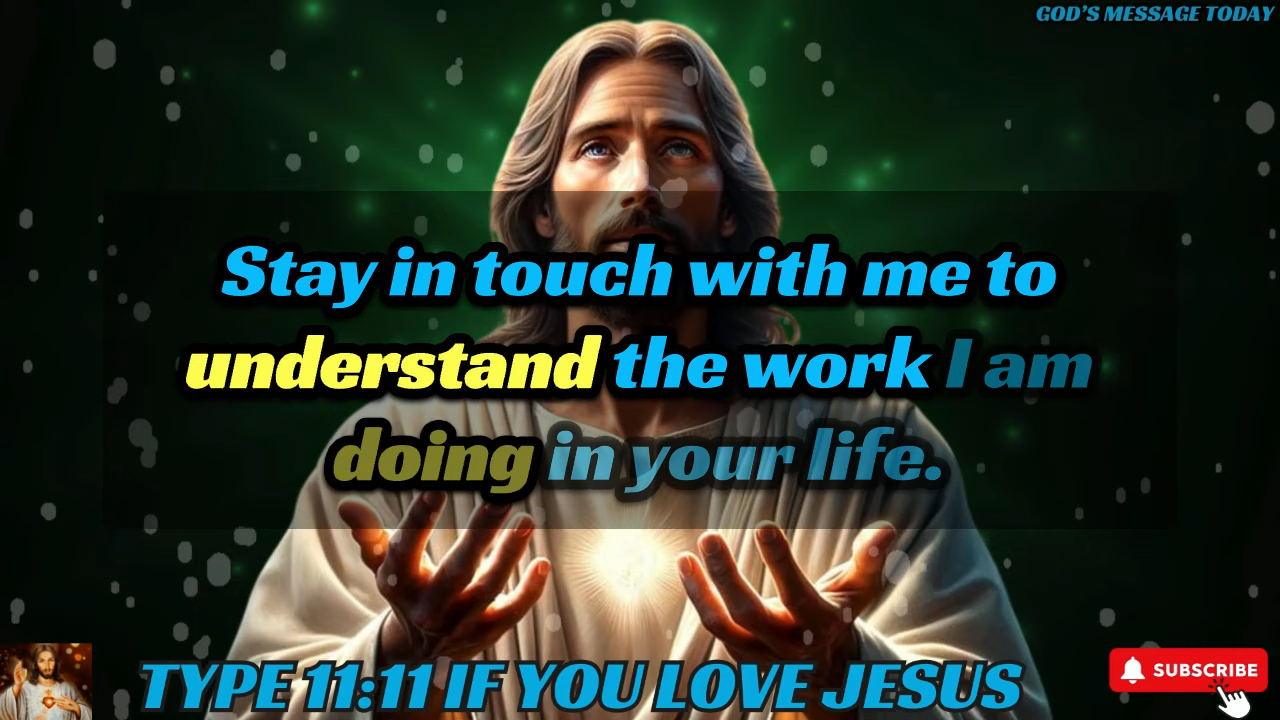 GOD'S MESSAGE TODAY
Stay in touch with me to
understand the work I am
doing in your life.
TYPE 11:11 IF YOU LOVE JESUS
SUBSCRIBE